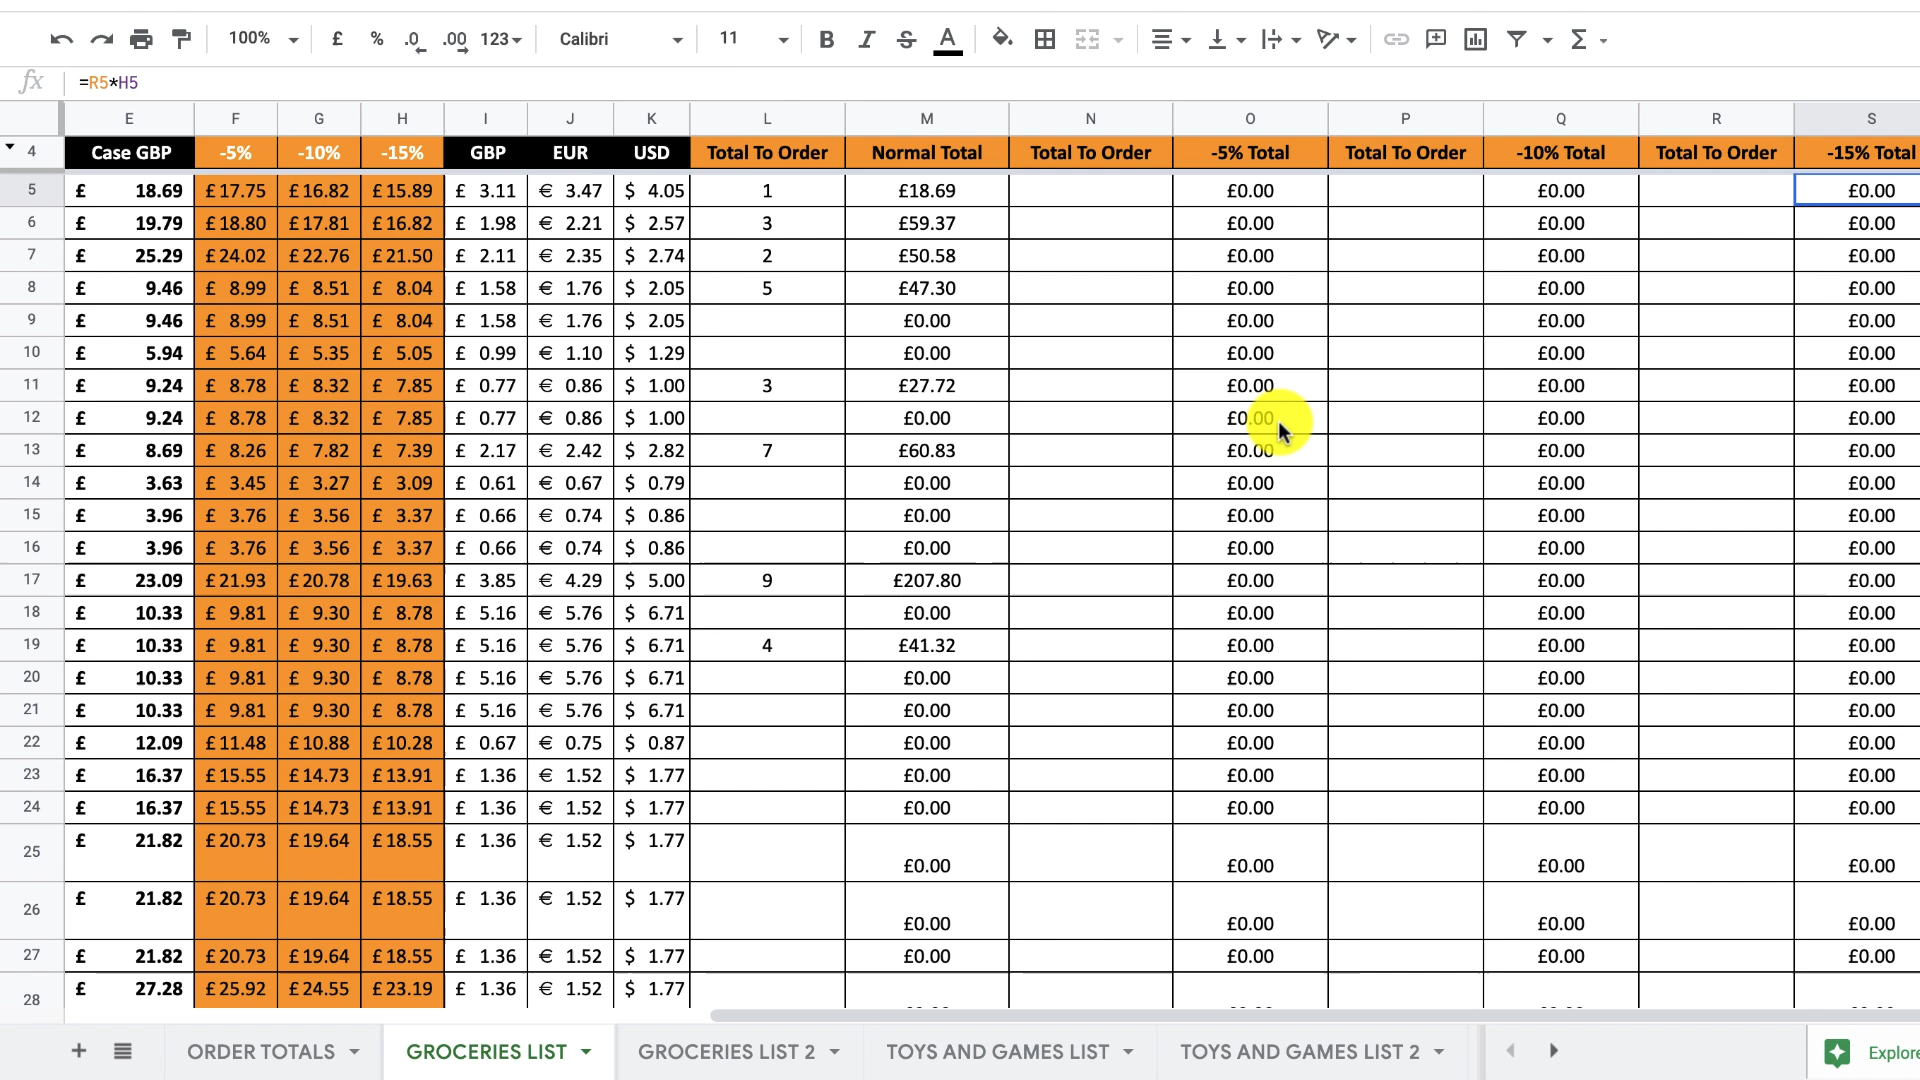 100% £ % .0 .00 123 Calibri 11 B I S A Σ
fx =R5*H5
E F G H I J K L M N O P Q R S
4 Case GBP -5% -10% -15% GBP EUR USD Total To Order Normal Total Total To Order -5% Total Total To Order -10% Total Total To Order -15% Total
5 £ 18.69 £ 17.75 £ 16.82 £ 15.89 £ 3.11 € 3.47 $ 4.05 1 £18.69 £0.00 £0.00 £0.00
6 £ 19.79 £ 18.80 £ 17.81 £ 16.82 £ 1.98 € 2.21 $ 2.57 3 £59.37 £0.00 £0.00 £0.00
7 £ 25.29 £ 24.02 £ 22.76 £ 21.50 £ 2.11 € 2.35 $ 2.74 2 £50.58 £0.00 £0.00 £0.00
8 £ 9.46 £ 8.99 £ 8.51 £ 8.04 £ 1.58 € 1.76 $ 2.05 5 £47.30 £0.00 £0.00 £0.00
9 £ 9.46 £ 8.99 £ 8.51 £ 8.04 £ 1.58 € 1.76 $ 2.05 £0.00 £0.00 £0.00 £0.00
10 £ 5.94 £ 5.64 £ 5.35 £ 5.05 £ 0.99 € 1.10 $ 1.29 £0.00 £0.00 £0.00 £0.00
11 £ 9.24 £ 8.78 £ 8.32 £ 7.85 £ 0.77 € 0.86 $ 1.00 3 £27.72 £0.00 £0.00 £0.00
12 £ 9.24 £ 8.78 £ 8.32 £ 7.85 £ 0.77 € 0.86 $ 1.00 £0.00 £0.00 £0.00 £0.00
13 £ 8.69 £ 8.26 £ 7.82 £ 7.39 £ 2.17 € 2.42 $ 2.82 7 £60.83 £0.00 £0.00 £0.00
14 £ 3.63 £ 3.45 £ 3.27 £ 3.09 £ 0.61 € 0.67 $ 0.79 £0.00 £0.00 £0.00 £0.00
15 £ 3.96 £ 3.76 £ 3.56 £ 3.37 £ 0.66 € 0.74 $ 0.86 £0.00 £0.00 £0.00 £0.00
16 £ 3.96 £ 3.76 £ 3.56 £ 3.37 £ 0.66 € 0.74 $ 0.86 £0.00 £0.00 £0.00 £0.00
17 £ 23.09 £ 21.93 £ 20.78 £ 19.63 £ 3.85 € 4.29 $ 5.00 9 £207.80 £0.00 £0.00 £0.00
18 £ 10.33 £ 9.81 £ 9.30 £ 8.78 £ 5.16 € 5.76 $ 6.71 £0.00 £0.00 £0.00 £0.00
19 £ 10.33 £ 9.81 £ 9.30 £ 8.78 £ 5.16 € 5.76 $ 6.71 4 £41.32 £0.00 £0.00 £0.00
20 £ 10.33 £ 9.81 £ 9.30 £ 8.78 £ 5.16 € 5.76 $ 6.71 £0.00 £0.00 £0.00 £0.00
21 £ 10.33 £ 9.81 £ 9.30 £ 8.78 £ 5.16 € 5.76 $ 6.71 £0.00 £0.00 £0.00 £0.00
22 £ 12.09 £ 11.48 £ 10.88 £ 10.28 £ 0.67 € 0.75 $ 0.87 £0.00 £0.00 £0.00 £0.00
23 £ 16.37 £ 15.55 £ 14.73 £ 13.91 £ 1.36 € 1.52 $ 1.77 £0.00 £0.00 £0.00 £0.00
24 £ 16.37 £ 15.55 £ 14.73 £ 13.91 £ 1.36 € 1.52 $ 1.77 £0.00 £0.00 £0.00 £0.00
25 £ 21.82 £ 20.73 £ 19.64 £ 18.55 £ 1.36 € 1.52 $ 1.77 £0.00 £0.00 £0.00 £0.00
26 £ 21.82 £ 20.73 £ 19.64 £ 18.55 £ 1.36 € 1.52 $ 1.77 £0.00 £0.00 £0.00 £0.00
27 £ 21.82 £ 20.73 £ 19.64 £ 18.55 £ 1.36 € 1.52 $ 1.77 £0.00 £0.00 £0.00 £0.00
28 £ 27.28 £ 25.92 £ 24.55 £ 23.19 £ 1.36 € 1.52 $ 1.77
+ ORDER TOTALS GROCERIES LIST GROCERIES LIST 2 TOYS AND GAMES LIST TOYS AND GAMES LIST 2 Explore